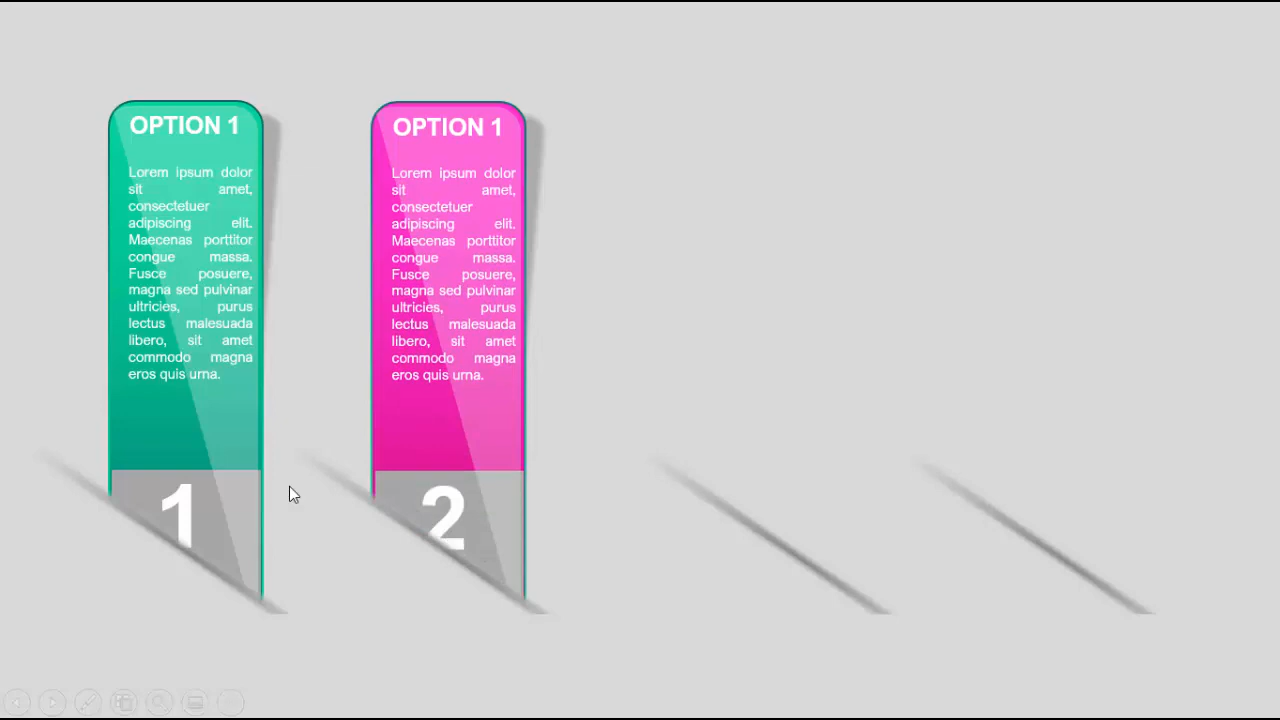 OPTION 1
Lorem ipsum dolor
sit amet,
consectetuer
adipiscing elit.
Maecenas porttitor
congue massa.
Fusce posuere,
magna sed pulvinar
ultricies, purus
lectus malesuada
libero, sit amet
commodo magna
eros quis urna.
1
OPTION 1
Lorem ipsum dolor
sit amet,
consectetuer
adipiscing elit.
Maecenas porttitor
congue massa.
Fusce posuere,
magna sed pulvinar
ultricies, purus
lectus malesuada
libero, sit amet
commodo magna
eros quis urna.
2